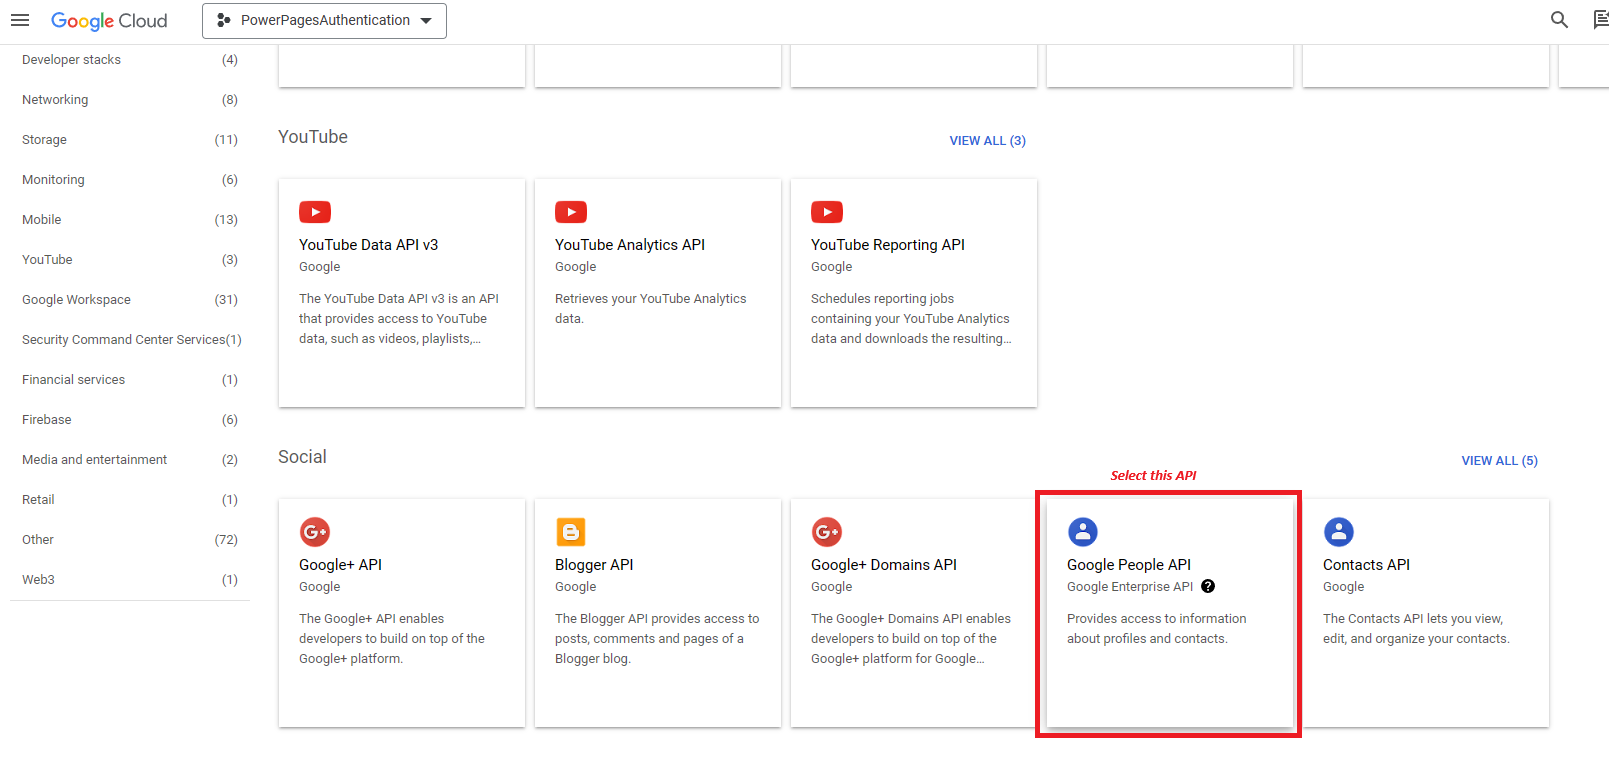 Google Cloud
PowerPagesAuthentication
Developer stacks (4)
Networking (8)
Storage (11)
Monitoring (6)
Mobile (13)
YouTube (3)
Google Workspace (31)
Security Command Center Services(1)
Financial services (1)
Firebase (6)
Media and entertainment (2)
Retail (1)
Other (72)
Web3 (1)
YouTube
VIEW ALL (3)
YouTube Data API v3
Google
The YouTube Data API v3 is an API
that provides access to YouTube
data, such as videos, playlists,...
YouTube Analytics API
Google
Retrieves your YouTube Analytics
data.
YouTube Reporting API
Google
Schedules reporting jobs
containing your YouTube Analytics
data and downloads the resulting...
Social
Select this API
VIEW ALL (5)
G+
Google+ API
Google
The Google+ API enables
developers to build on top of the
Google+ platform.
Blogger API
Google
The Blogger API provides access to
posts, comments and pages of a
Blogger blog.
G+
Google+ Domains API
Google
The Google+ Domains API enables
developers to build on top of the
Google+ platform for Google...
Google People API
Google Enterprise API ?
Provides access to information
about profiles and contacts.
Contacts API
Google
The Contacts API lets you view,
edit, and organize your contacts.